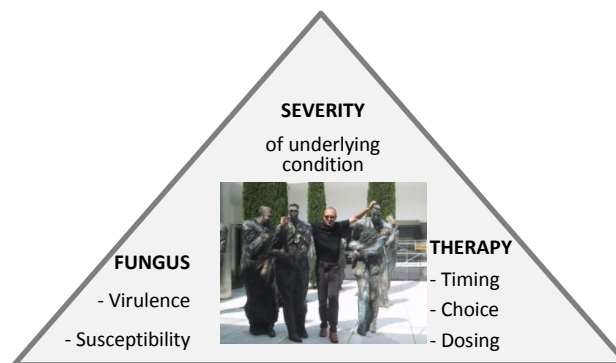 SEVERITY
of underlying
condition
FUNGUS
- Virulence
- Susceptibility
THERAPY
- Timing
- Choice
- Dosing